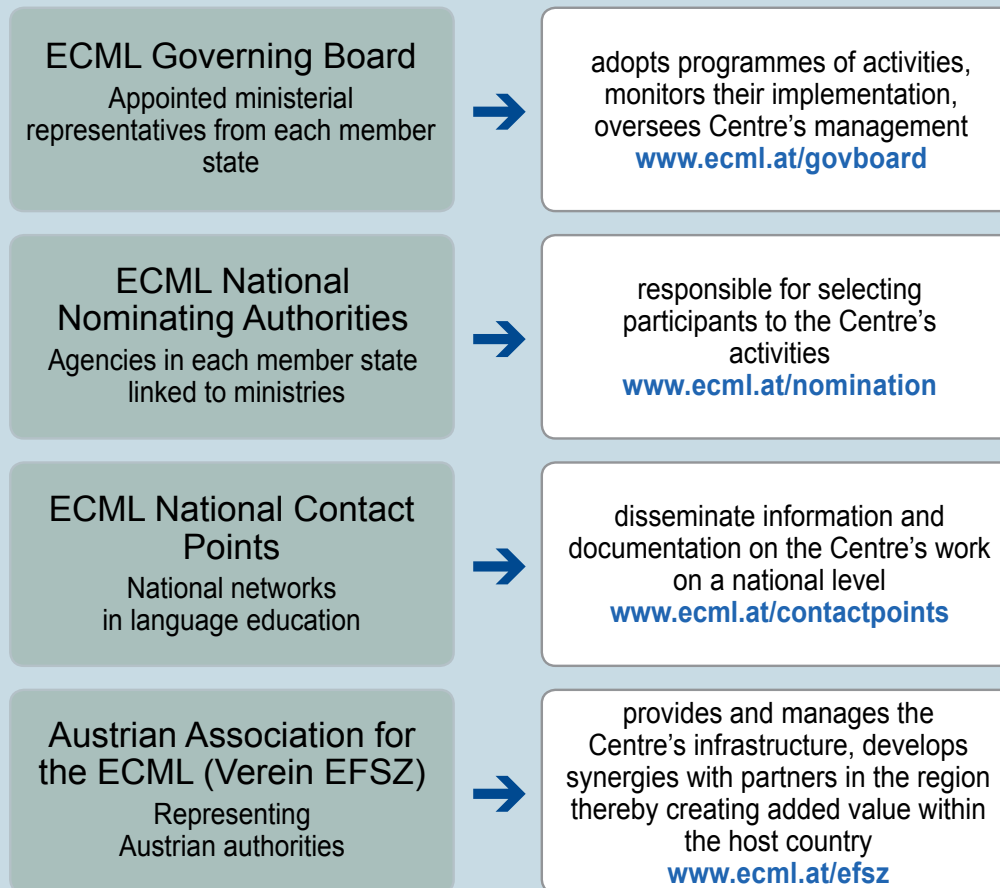 ECML Governing Board
Appointed ministerial
representatives from each member
state
adopts programmes of activities,
monitors their implementation,
oversees Centre's management
www.ecml.at/govboard
ECML National
Nominating Authorities
Agencies in each member state
linked to ministries
responsible for selecting
participants to the Centre's
activities
www.ecml.at/nomination
ECML National Contact
Points
National networks
in language education
disseminate information and
documentation on the Centre's work
on a national level
www.ecml.at/contactpoints
Austrian Association for
the ECML (Verein EFSZ)
Representing
Austrian authorities
provides and manages the
Centre's infrastructure, develops
synergies with partners in the region
thereby creating added value within
the host country
www.ecml.at/efsz